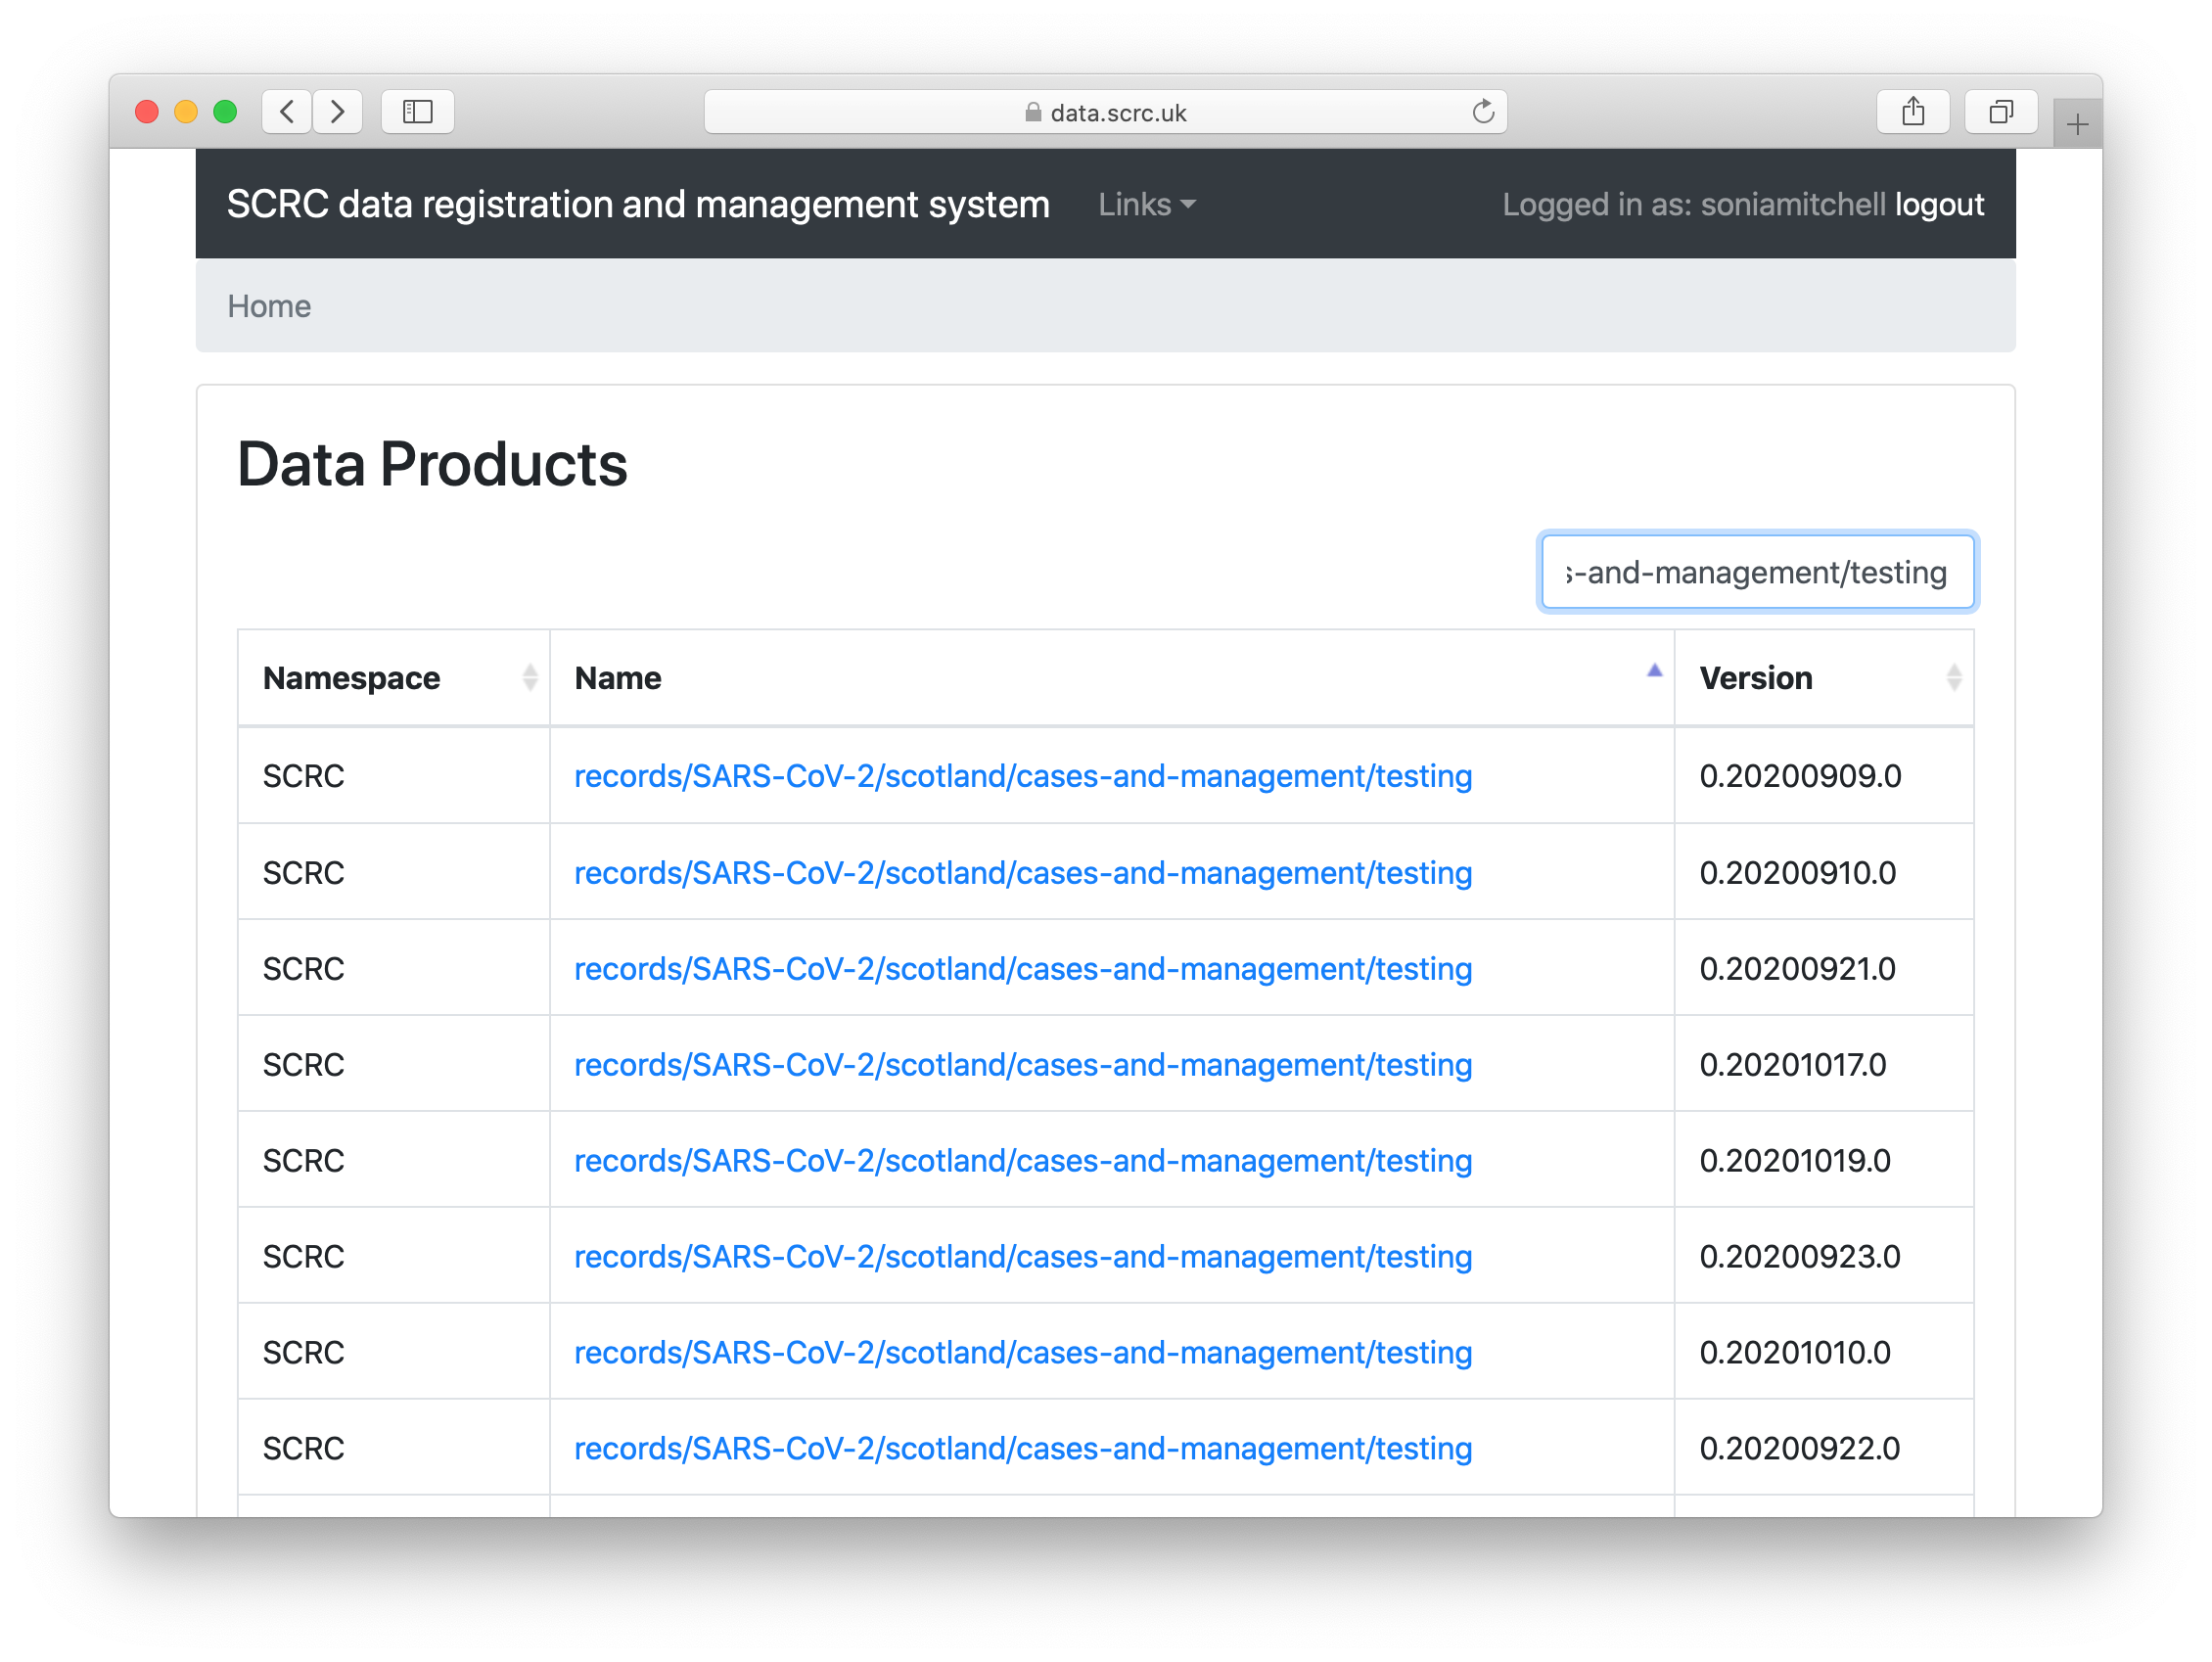 data.scrc.uk
SCRC data registration and management system Links Logged in as: soniamitchell logout
Home
Data Products
s-and-management/testing
Namespace Name Version
SCRC records/SARS-CoV-2/scotland/cases-and-management/testing 0.20200909.0
SCRC records/SARS-CoV-2/scotland/cases-and-management/testing 0.20200910.0
SCRC records/SARS-CoV-2/scotland/cases-and-management/testing 0.20200921.0
SCRC records/SARS-CoV-2/scotland/cases-and-management/testing 0.20201017.0
SCRC records/SARS-CoV-2/scotland/cases-and-management/testing 0.20201019.0
SCRC records/SARS-CoV-2/scotland/cases-and-management/testing 0.20200923.0
SCRC records/SARS-CoV-2/scotland/cases-and-management/testing 0.20201010.0
SCRC records/SARS-CoV-2/scotland/cases-and-management/testing 0.20200922.0